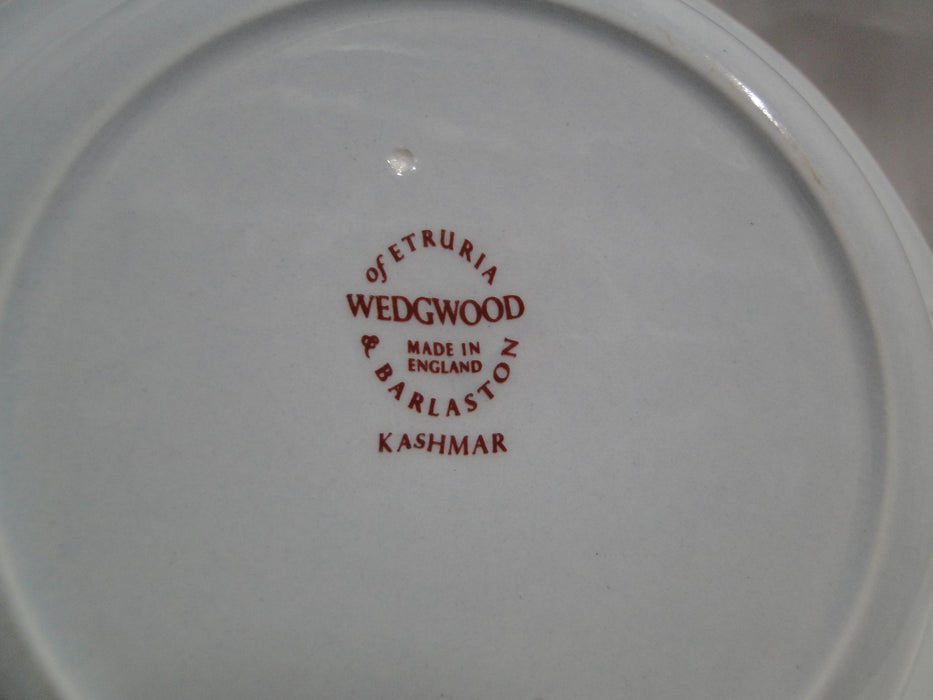 of ETRURIA
WEDGWOOD
MADE IN
ENGLAND
& BARLASTON
KASHMAR